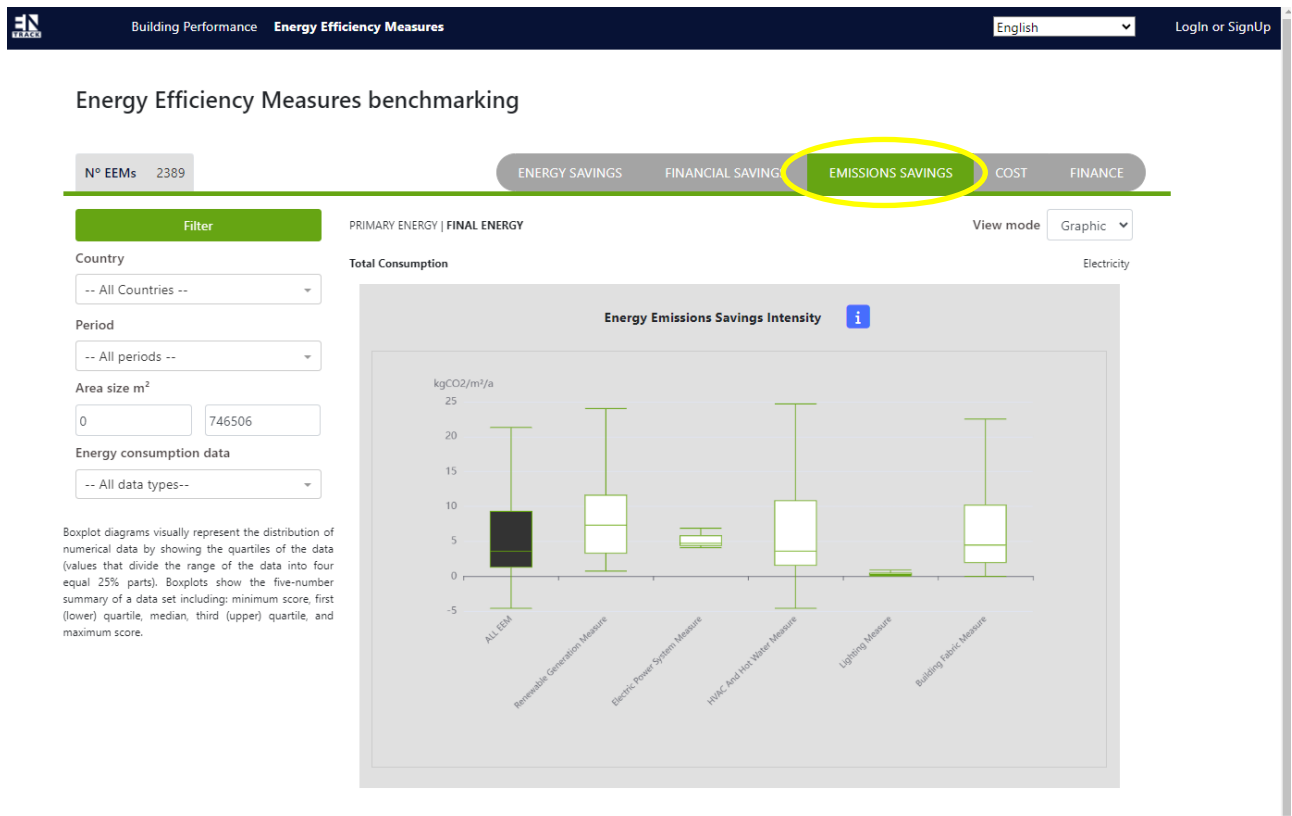 EN
TRACK
Building Performance Energy Efficiency Measures English LogIn or SignUp
Energy Efficiency Measures benchmarking
Nº EEMs 2389
ENERGY SAVINGS FINANCIAL SAVINGS EMISSIONS SAVINGS COST FINANCE
Filter
PRIMARY ENERGY | FINAL ENERGY
View mode Graphic
Country
-- All Countries --
Period
-- All periods --
Area size m²
0 746506
Energy consumption data
-- All data types--
Boxplot diagrams visually represent the distribution of
numerical data by showing the quartiles of the data
(values that divide the range of the data into four
equal 25% parts). Boxplots show the five-number
summary of a data set including: minimum score, first
(lower) quartile, median, third (upper) quartile, and
maximum score.
Total Consumption Electricity
Energy Emissions Savings Intensity i
kgCO2/m²/a
25
20
15
10
5
0
-5
ALL EEM
Renewable Generation Measure
Electric Power System Measure
HVAC And Hot Water Measure
Lighting Measure
Building Fabric Measure